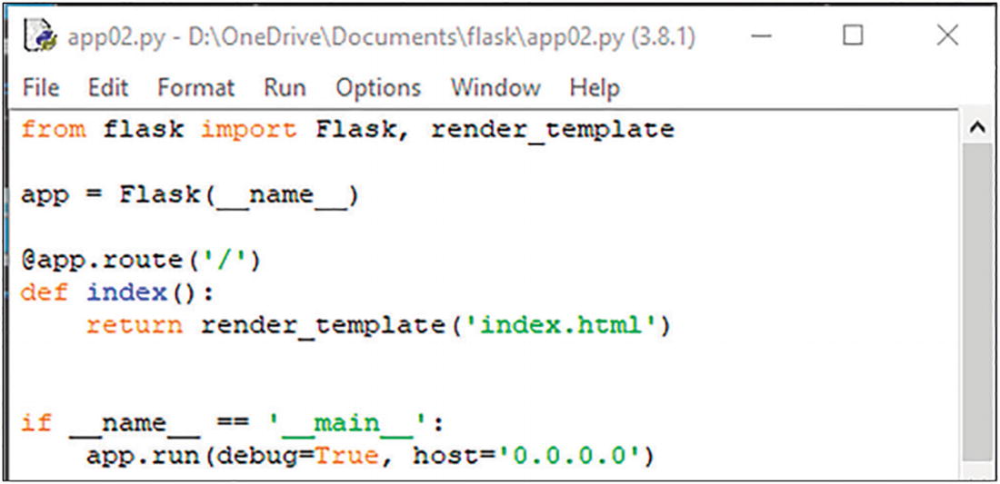 app02.py - D:\OneDrive\Documents\flask\app02.py (3.8.1)
File Edit Format Run Options Window Help
from flask import Flask, render_template
app = Flask(__name__)
@app.route('/')
def index():
    return render_template('index.html')
if __name__ == '__main__':
    app.run(debug=True, host='0.0.0.0')